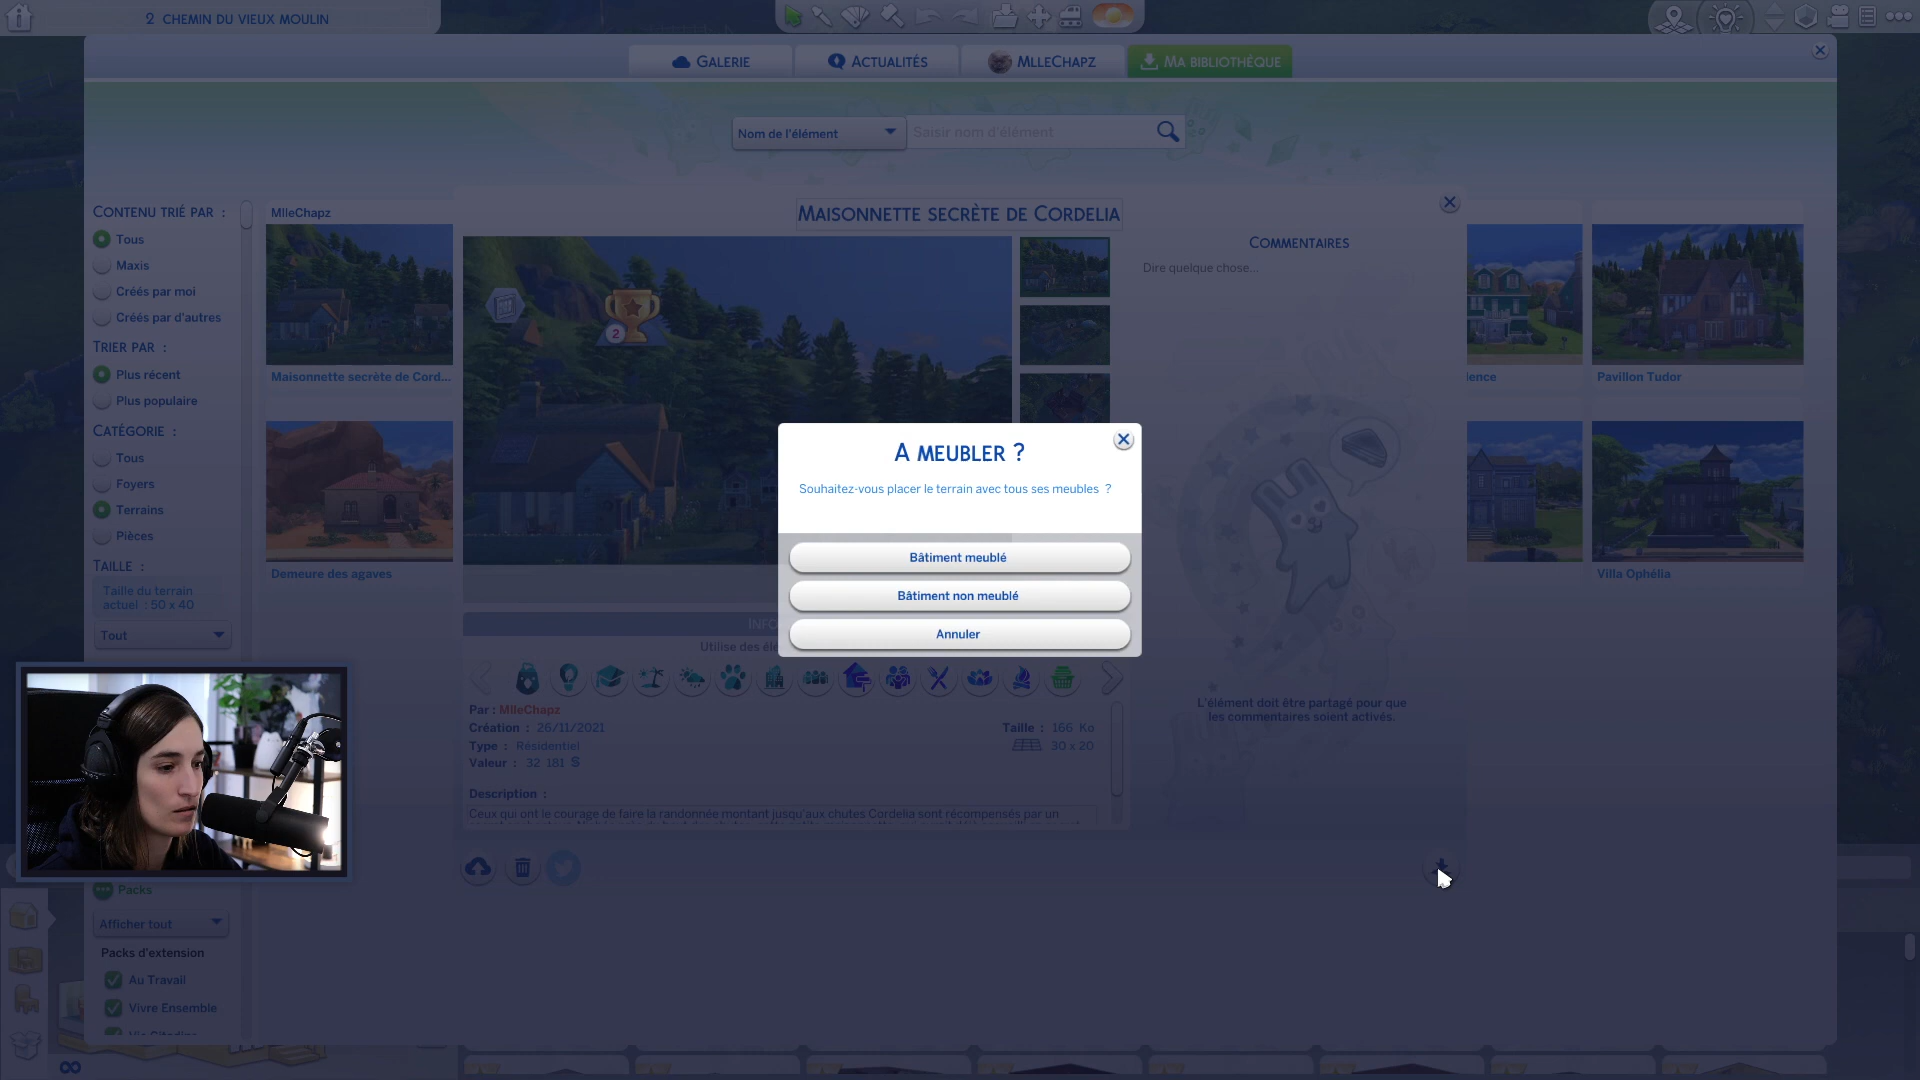 2 CHEMIN DU VIEUX MOULIN
GALERIE
ACTUALITÉS
MLLECHAPZ
MA BIBLIOTHÈQUE
Nom de l'élément
Saisir nom d'élément
CONTENU TRIÉ PAR :
Tous
Maxis
Créés par moi
Créés par d'autres
TRIER PAR :
Plus récent
Plus populaire
CATÉGORIE :
Tous
Foyers
Terrains
Pièces
TAILLE :
Taille du terrain
actuel : 50 x 40
Tout
MlleChapz
Maisonnette secrète de Cord...
Demeure des agaves
MAISONNETTE SECRÈTE DE CORDELIA
2
COMMENTAIRES
Dire quelque chose...
lence
Pavillon Tudor
Villa Ophélia
A MEUBLER ?
Souhaitez-vous placer le terrain avec tous ses meubles ?
Bâtiment meublé
Bâtiment non meublé
Annuler
INFO
Utilise des élé
Par : MlleChapz
Création : 26/11/2021
Taille : 166 Ko
Type : Résidentiel
30 x 20
Valeur : 32 181 §
Description :
Ceux qui ont le courage de faire la randonnée montant jusqu'aux chutes Cordelia sont récompensés par un
L'élément doit être partagé pour que
les commentaires soient activés.
Packs
Afficher tout
Packs d'extension
Au Travail
Vivre Ensemble